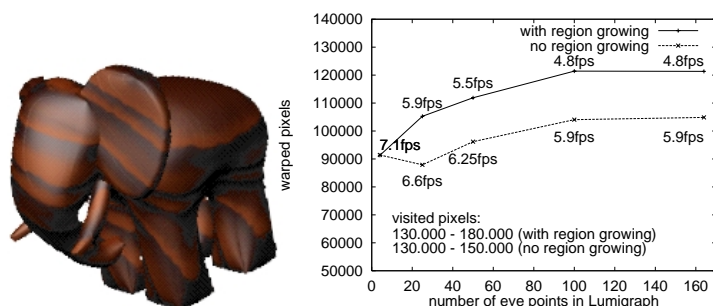 140000
130000
120000
110000
100000
90000
80000
70000
60000
50000
warped pixels
with region growing
no region growing
4.8fps
4.8fps
5.5fps
5.9fps
7.1fps
6.25fps
6.6fps
5.9fps
5.9fps
visited pixels:
130.000 - 180.000 (with region growing)
130.000 - 150.000 (no region growing)
0 20 40 60 80 100 120 140 160
number of eye points in Lumigraph